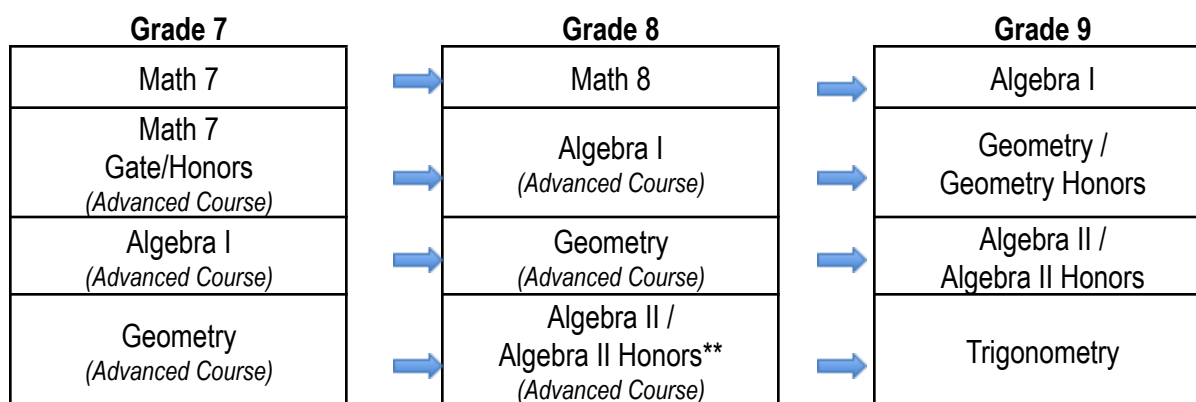 Grade 7
Grade 8
Grade 9
Math 7
Math 8
Algebra I
Math 7
Gate/Honors
(Advanced Course)
Algebra I
(Advanced Course)
Geometry /
Geometry Honors
Algebra I
(Advanced Course)
Geometry
(Advanced Course)
Algebra II /
Algebra II Honors
Geometry
(Advanced Course)
Algebra II /
Algebra II Honors**
(Advanced Course)
Trigonometry